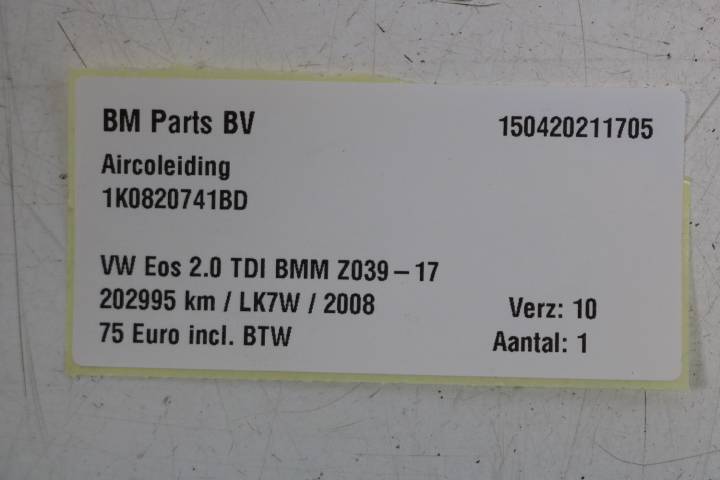 BM Parts BV 150420211705
Aircoleiding
1K0820741BD
VW Eos 2.0 TDI BMM Z039 – 17
202995 km / LK7W / 2008 Verz: 10
75 Euro incl. BTW Aantal: 1